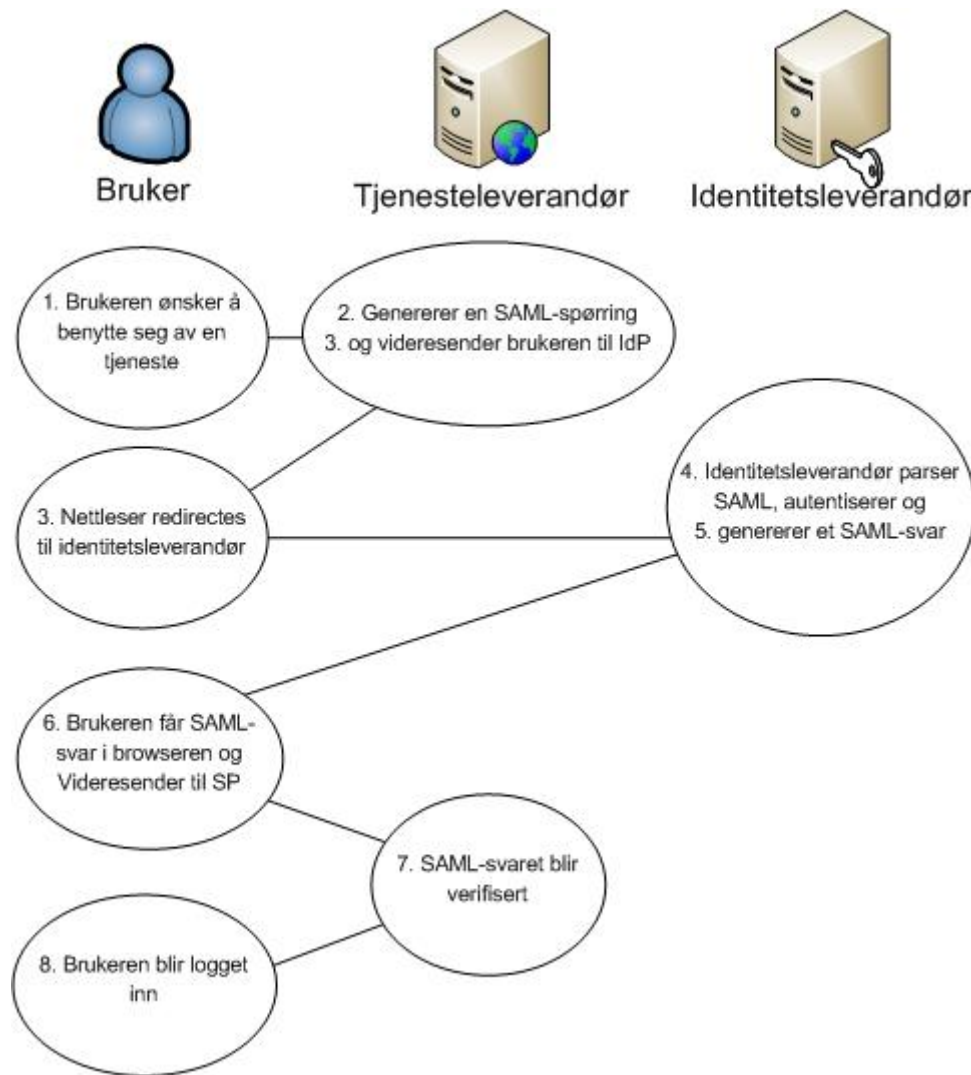 Bruker
Tjenesteleverandør
Identitetsleverandør
1. Brukeren ønsker å
benytte seg av en
tjeneste
2. Genererer en SAML-spørring
3. og videresender brukeren til IdP
3. Nettleser redirectes
til identitetsleverandør
4. Identitetsleverandør parser
SAML, autentiserer og
5. genererer et SAML-svar
6. Brukeren får SAML-
svar i browseren og
Videresender til SP
7. SAML-svaret blir
verifisert
8. Brukeren blir logget
inn